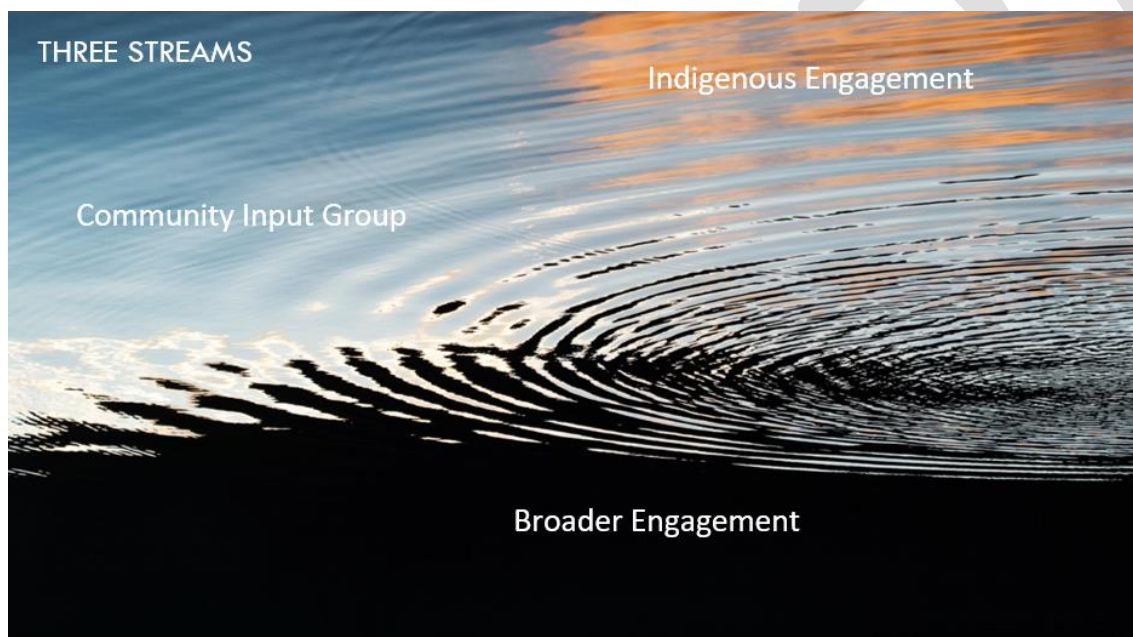 THREE STREAMS
Indigenous Engagement
Community Input Group
Broader Engagement